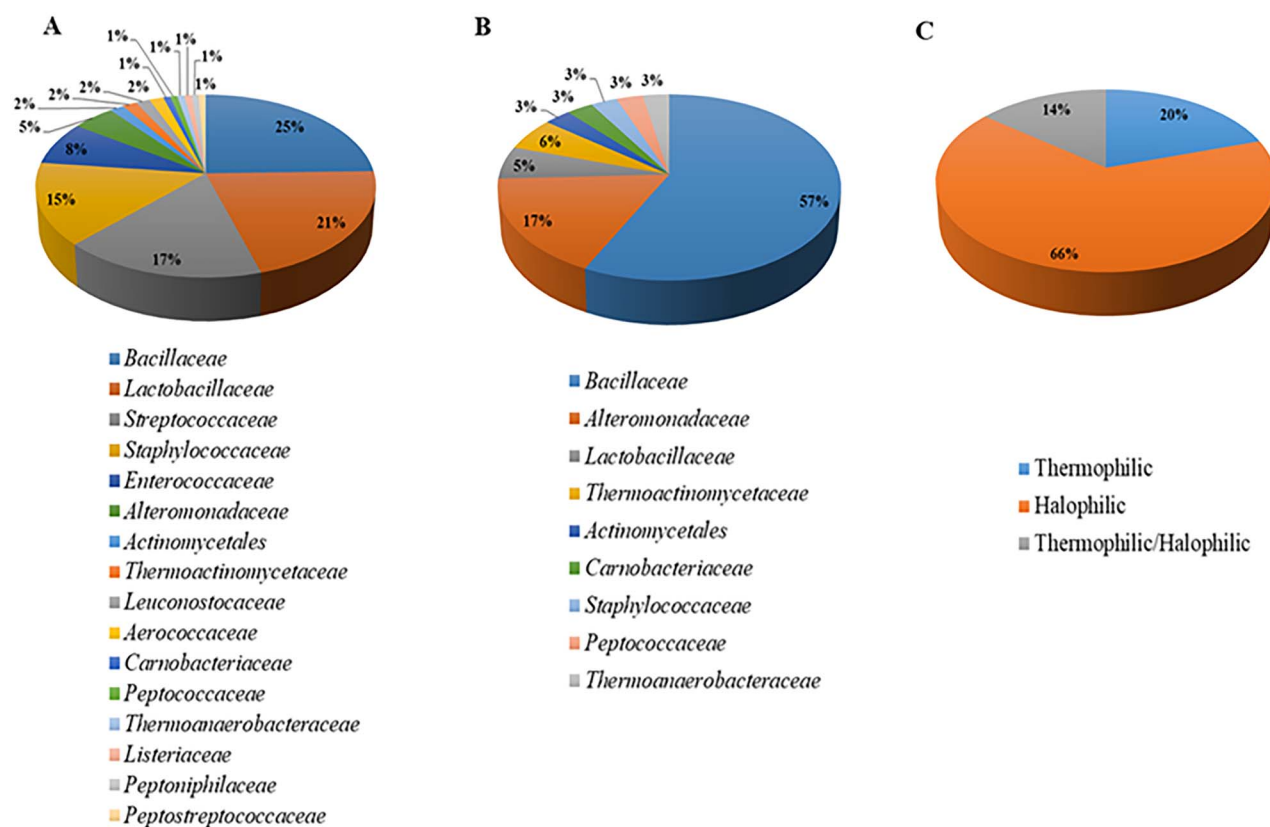 A
1%
1%
1%
1%
1%
1%
2%
2%
2%
2%
5%
8%
15%
17%
21%
25%
Bacillaceae
Lactobacillaceae
Streptococcaceae
Staphylococcaceae
Enterococcaceae
Alteromonadaceae
Actinomycetales
Thermoactinomycetaceae
Leuconostocaceae
Aerococcaceae
Carnobacteriaceae
Peptococcaceae
Thermoanaerobacteraceae
Listeriaceae
Peptoniphilaceae
Peptostreptococcaceae
B
3%
3%
3%
3%
3%
6%
5%
17%
57%
Bacillaceae
Alteromonadaceae
Lactobacillaceae
Thermoactinomycetaceae
Actinomycetales
Carnobacteriaceae
Staphylococcaceae
Peptococcaceae
Thermoanaerobacteraceae
C
14%
20%
66%
Thermophilic
Halophilic
Thermophilic/Halophilic